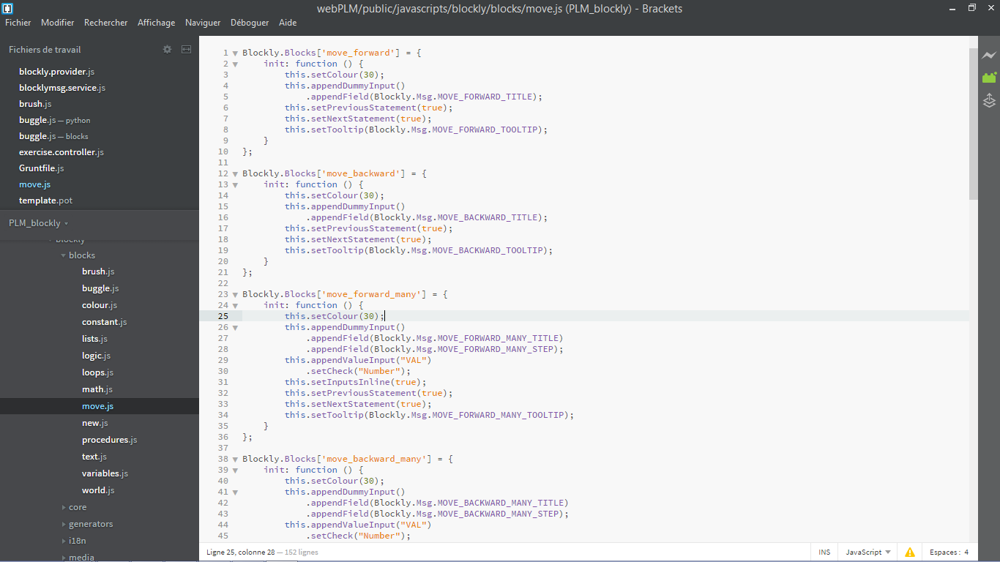 webPLM/public/javascripts/blockly/blocks/move.js (PLM_blockly) - Brackets
Fichier Modifier Rechercher Affichage Naviguer Déboguer Aide
Fichiers de travail
blockly.provider.js
blocklymsg.service.js
brush.js
buggle.js — python
buggle.js — blocks
exercise.controller.js
Gruntfile.js
move.js
template.pot
PLM_blockly
blockly
blocks
brush.js
buggle.js
colour.js
constant.js
lists.js
logic.js
loops.js
math.js
move.js
new.js
procedures.js
text.js
variables.js
world.js
core
generators
i18n
media
1 Blockly.Blocks['move_forward'] = {
2     init: function () {
3         this.setColour(30);
4         this.appendDummyInput()
5             .appendField(Blockly.Msg.MOVE_FORWARD_TITLE);
6         this.setPreviousStatement(true);
7         this.setNextStatement(true);
8         this.setTooltip(Blockly.Msg.MOVE_FORWARD_TOOLTIP);
9     }
10 };
11
12 Blockly.Blocks['move_backward'] = {
13     init: function () {
14         this.setColour(30);
15         this.appendDummyInput()
16             .appendField(Blockly.Msg.MOVE_BACKWARD_TITLE);
17         this.setPreviousStatement(true);
18         this.setNextStatement(true);
19         this.setTooltip(Blockly.Msg.MOVE_BACKWARD_TOOLTIP);
20     }
21 };
22
23 Blockly.Blocks['move_forward_many'] = {
24     init: function () {
25         this.setColour(30);
26         this.appendDummyInput()
27             .appendField(Blockly.Msg.MOVE_FORWARD_MANY_TITLE)
28             .appendField(Blockly.Msg.MOVE_FORWARD_MANY_STEP);
29         this.appendValueInput("VAL")
30             .setCheck("Number");
31         this.setInputsInline(true);
32         this.setPreviousStatement(true);
33         this.setNextStatement(true);
34         this.setTooltip(Blockly.Msg.MOVE_FORWARD_MANY_TOOLTIP);
35     }
36 };
37
38 Blockly.Blocks['move_backward_many'] = {
39     init: function () {
40         this.setColour(30);
41         this.appendDummyInput()
42             .appendField(Blockly.Msg.MOVE_BACKWARD_MANY_TITLE)
43             .appendField(Blockly.Msg.MOVE_BACKWARD_MANY_STEP);
44         this.appendValueInput("VAL")
45             .setCheck("Number");
Ligne 25, colonne 28 — 152 lignes INS JavaScript Espaces : 4